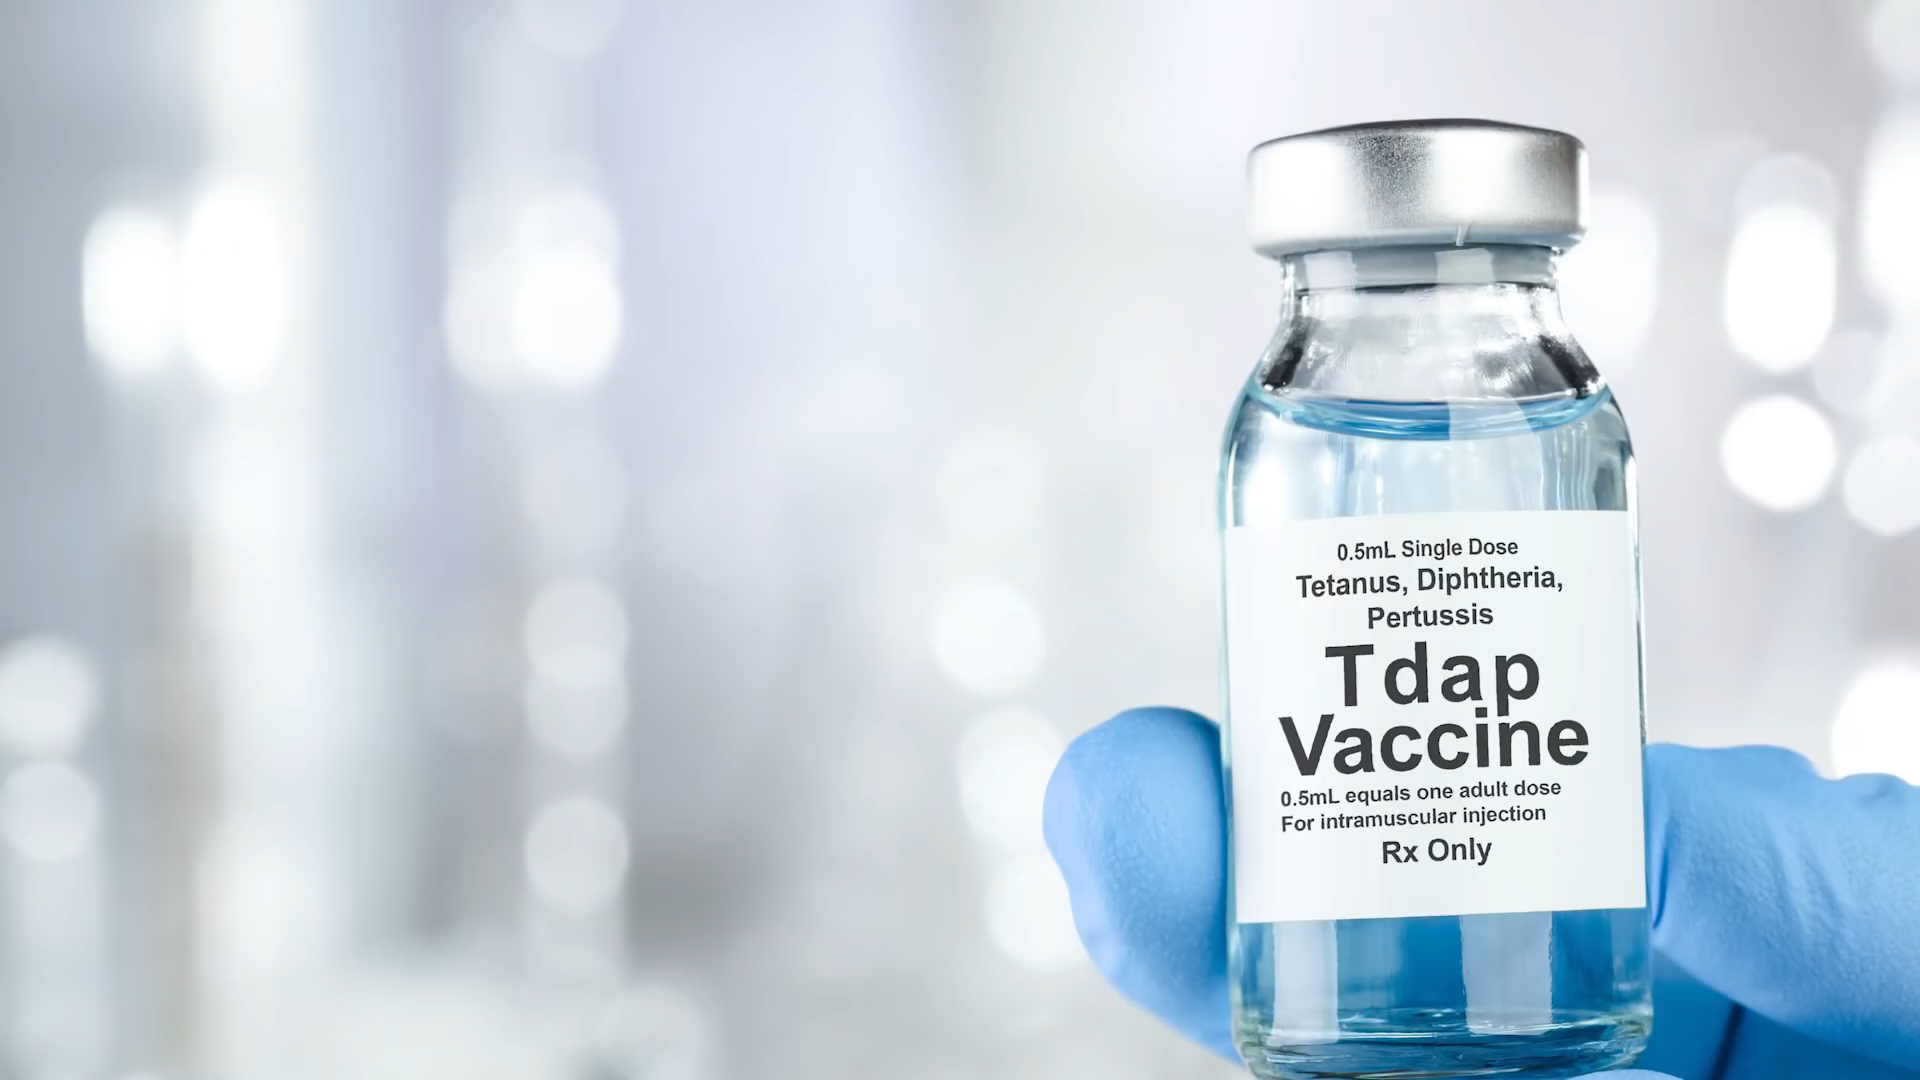 0.5mL Single Dose
Tetanus, Diphtheria,
Pertussis
Tdap
Vaccine
0.5mL equals one adult dose
For intramuscular injection
Rx Only